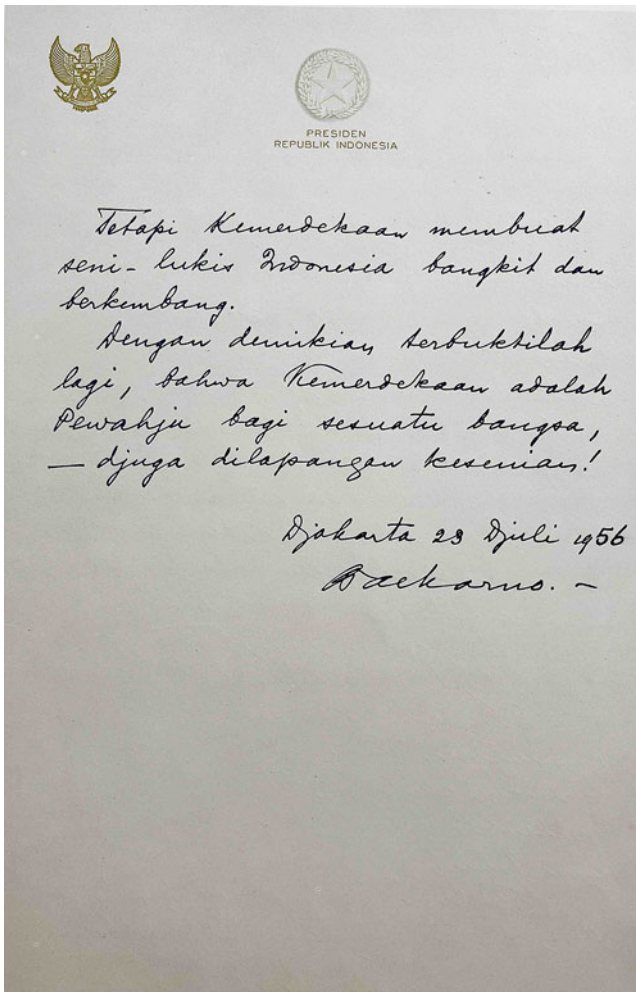 PRESIDEN
REPUBLIK INDONESIA
Tetapi Kemerdekaan membuat
seni-lukis Indonesia bangkit dan
berkembang.
Dengan demikian terbuktilah
lagi, bahwa Kemerdekaan adalah
Pewahju bagi sesuatu bangsa,
— djuga dilapangan kesenian!
Djakarta 23 Djuli 1956
Soekarno. —